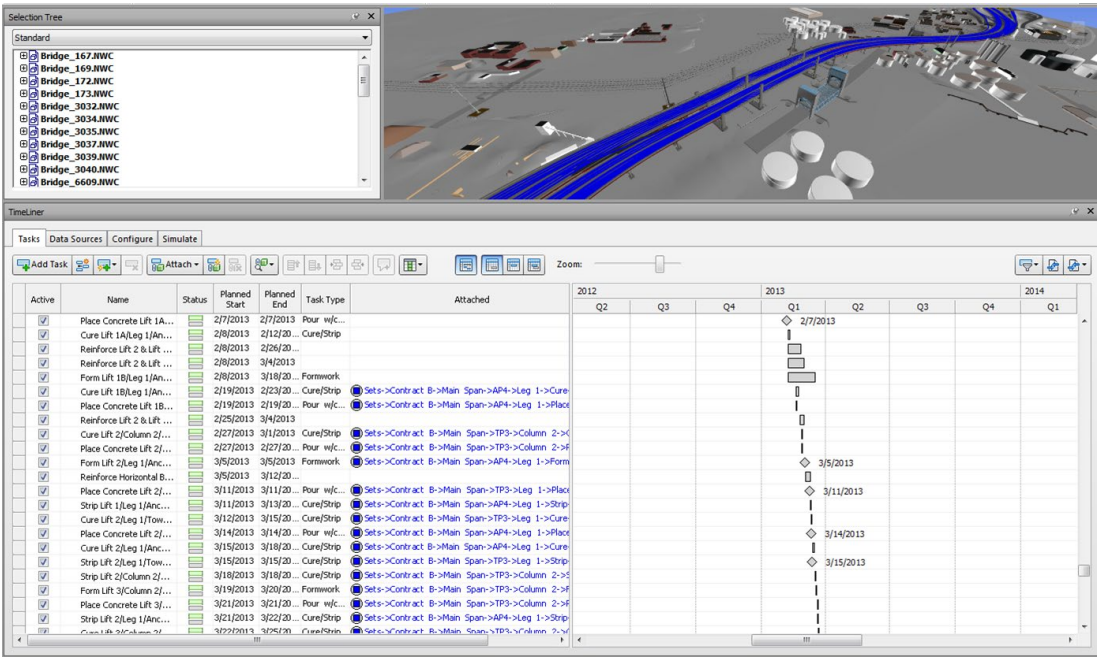 Selection Tree
Standard
Bridge_167.NWC
Bridge_169.NWC
Bridge_172.NWC
Bridge_173.NWC
Bridge_3032.NWC
Bridge_3034.NWC
Bridge_3035.NWC
Bridge_3037.NWC
Bridge_3039.NWC
Bridge_3040.NWC
Bridge_6609.NWC
TimeLiner
Tasks Data Sources Configure Simulate
Add Task Attach Zoom:
Active Name Status Planned Start Planned End Task Type Attached
2012 2013 2014
Q2 Q3 Q4 Q1 Q2 Q3 Q4 Q1
Place Concrete Lift 1A... 2/7/2013 2/7/2013 Pour w/c... 2/7/2013
Cure Lift 1A/Leg 1/An... 2/8/2013 2/12/20... Cure/Strip
Reinforce Lift 2 & Lift ... 2/8/2013 2/26/20...
Reinforce Lift 2 & Lift ... 2/8/2013 3/4/2013
Form Lift 1B/Leg 1/An... 2/8/2013 3/18/20... Formwork
Cure Lift 1B/Leg 1/An... 2/19/2013 2/23/20... Cure/Strip Sets->Contract B->Main Span->AP4->Leg 1->Cure
Place Concrete Lift 1B... 2/19/2013 2/19/20... Pour w/c... Sets->Contract B->Main Span->AP4->Leg 1->Place
Reinforce Lift 2 & Lift ... 2/25/2013 3/4/2013
Cure Lift 2/Column 2/... 2/27/2013 3/1/2013 Cure/Strip Sets->Contract B->Main Span->TP3->Column 2->
Place Concrete Lift 2/... 2/27/2013 2/27/20... Pour w/c... Sets->Contract B->Main Span->TP3->Column 2->
Form Lift 2/Leg 1/Anc... 3/5/2013 3/5/2013 Formwork Sets->Contract B->Main Span->AP4->Leg 1->Form 3/5/2013
Reinforce Horizontal B... 3/5/2013 3/12/20...
Place Concrete Lift 2/... 3/11/2013 3/11/20... Pour w/c... Sets->Contract B->Main Span->TP3->Leg 1->Place 3/11/2013
Strip Lift 1/Leg 1/Anc... 3/11/2013 3/13/20... Cure/Strip Sets->Contract B->Main Span->AP4->Leg 1->Strip
Cure Lift 2/Leg 1/Tow... 3/12/2013 3/15/20... Cure/Strip Sets->Contract B->Main Span->TP3->Leg 1->Cure
Place Concrete Lift 2/... 3/14/2013 3/14/20... Pour w/c... Sets->Contract B->Main Span->AP4->Leg 1->Place 3/14/2013
Cure Lift 2/Leg 1/Anc... 3/15/2013 3/18/20... Cure/Strip Sets->Contract B->Main Span->AP4->Leg 1->Cure
Strip Lift 2/Leg 1/Tow... 3/15/2013 3/15/20... Cure/Strip Sets->Contract B->Main Span->TP3->Leg 1->Strip 3/15/2013
Strip Lift 2/Column 2/... 3/18/2013 3/18/20... Cure/Strip Sets->Contract B->Main Span->TP3->Column 2->
Form Lift 3/Column 2/... 3/19/2013 3/20/20... Formwork Sets->Contract B->Main Span->TP3->Column 2->
Place Concrete Lift 3/... 3/21/2013 3/21/20... Pour w/c... Sets->Contract B->Main Span->TP3->Column 2->
Strip Lift 2/Leg 1/Anc... 3/21/2013 3/22/20... Cure/Strip Sets->Contract B->Main Span->AP4->Leg 1->Strip
Cure Lift 3/Column 2/ 3/22/2013 3/25/20 Cure/Strip Sets->Contract B->Main Span->TP3->Column 2->